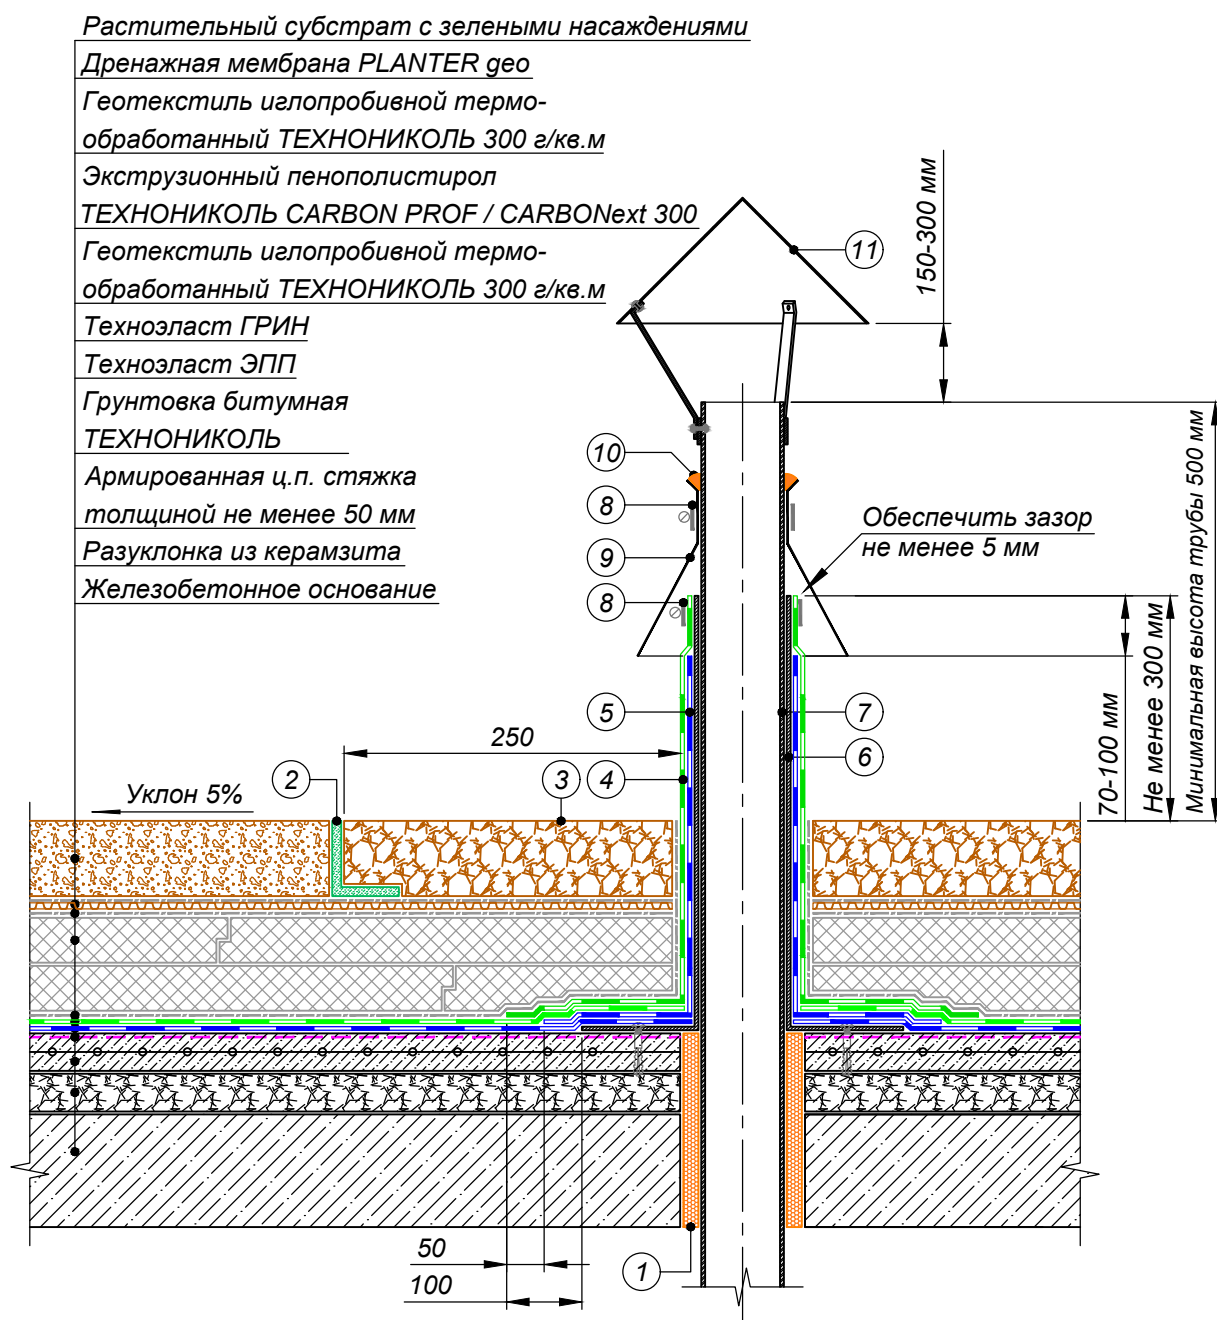 Растительный субстрат с зелеными насаждениями
Дренажная мембрана PLANTER geo
Геотекстиль иглопробивной термо-
обработанный ТЕХНОНИКОЛЬ 300 г/кв.м
Экструзионный пенополистирол
ТЕХНОНИКОЛЬ CARBON PROF / CARBONext 300
Геотекстиль иглопробивной термо-
обработанный ТЕХНОНИКОЛЬ 300 г/кв.м
Техноэласт ГРИН
Техноэласт ЭПП
Грунтовка битумная
ТЕХНОНИКОЛЬ
Армированная ц.п. стяжка
толщиной не менее 50 мм
Разуклонка из керамзита
Железобетонное основание
11
150-300 мм
10
8
9
8
Обеспечить зазор
не менее 5 мм
5
7
6
4
3
2
250
Уклон 5%
70-100 мм
Не менее 300 мм
Минимальная высота трубы 500 мм
50
100
1